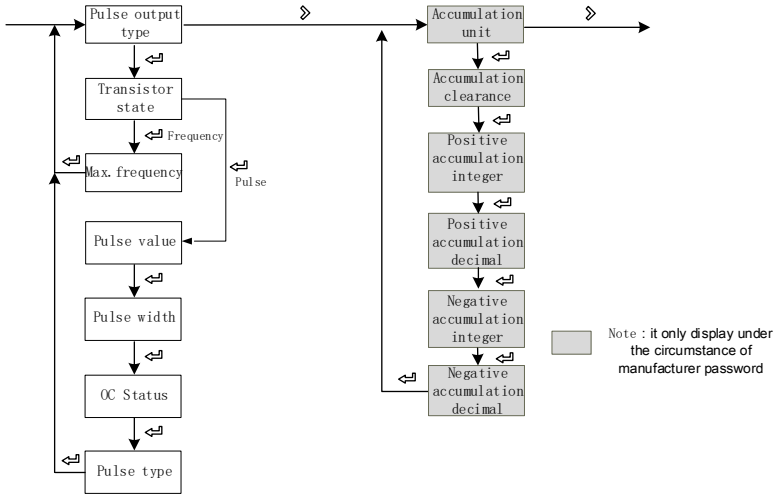 Pulse output
type
Transistor
state
Frequency
Max. frequency
Pulse
Pulse value
Pulse width
OC Status
Pulse type
Accumulation
unit
Accumulation
clearance
Positive
accumulation
integer
Positive
accumulation
decimal
Negative
accumulation
integer
Negative
accumulation
decimal
Note : it only display under
the circumstance of
manufacturer password